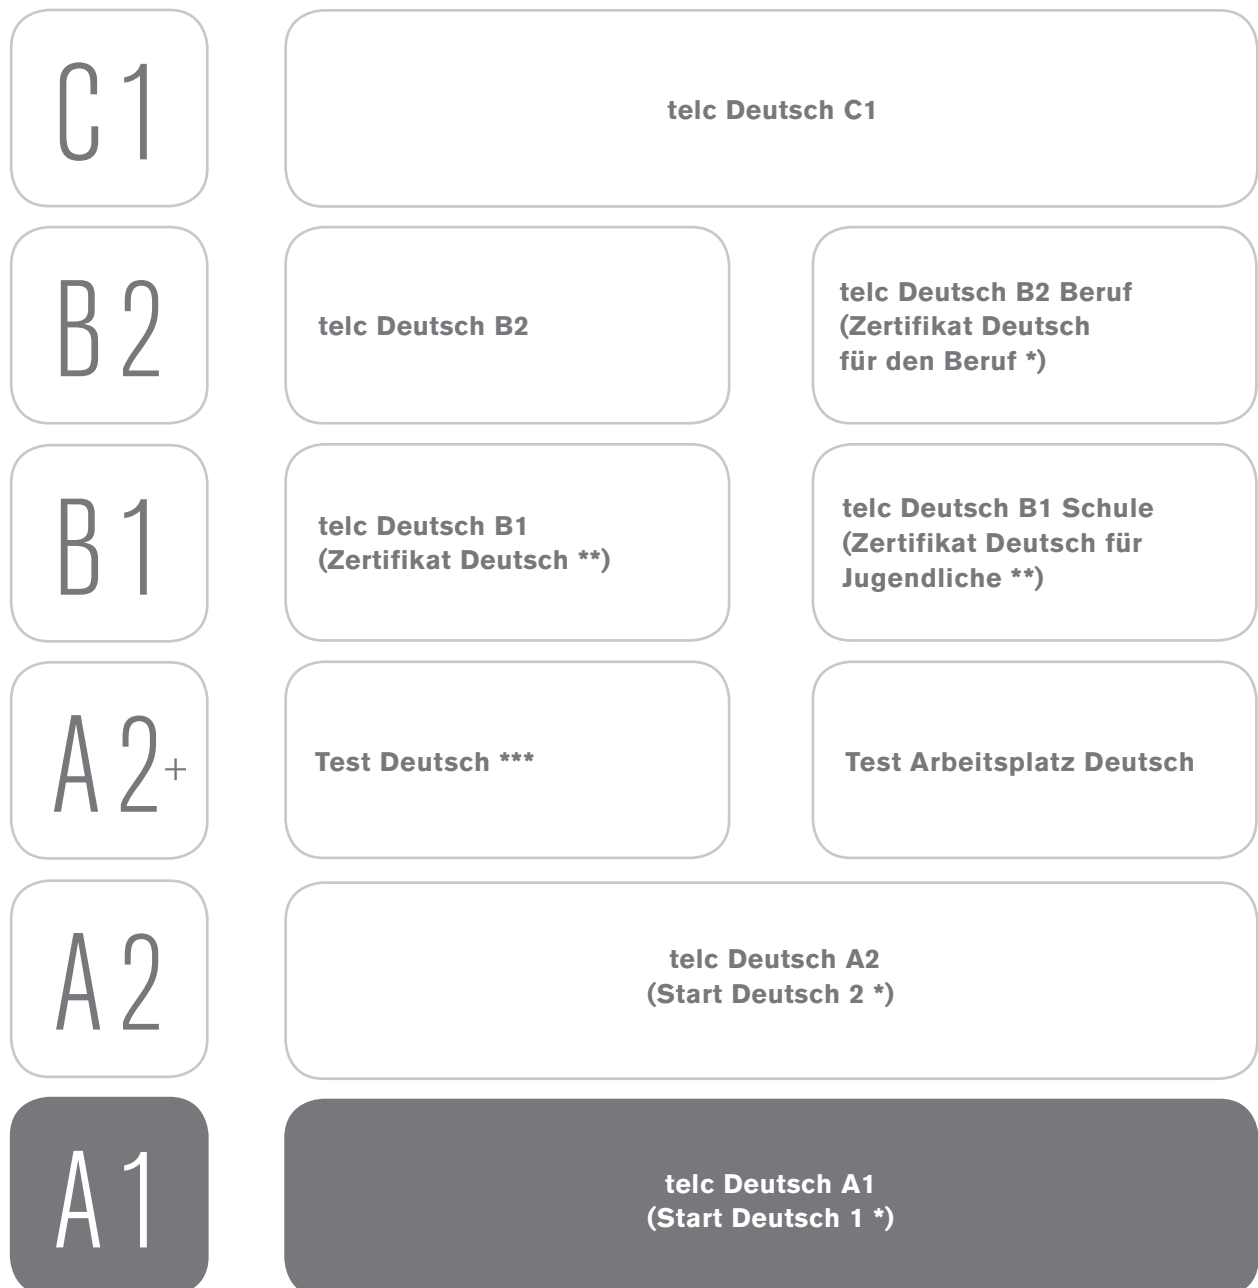 C1
telc Deutsch C1
B2
telc Deutsch B2
telc Deutsch B2 Beruf
(Zertifikat Deutsch
für den Beruf *)
B1
telc Deutsch B1
(Zertifikat Deutsch **)
telc Deutsch B1 Schule
(Zertifikat Deutsch für
Jugendliche **)
A2+
Test Deutsch ***
Test Arbeitsplatz Deutsch
A2
telc Deutsch A2
(Start Deutsch 2 *)
A1
telc Deutsch A1
(Start Deutsch 1 *)